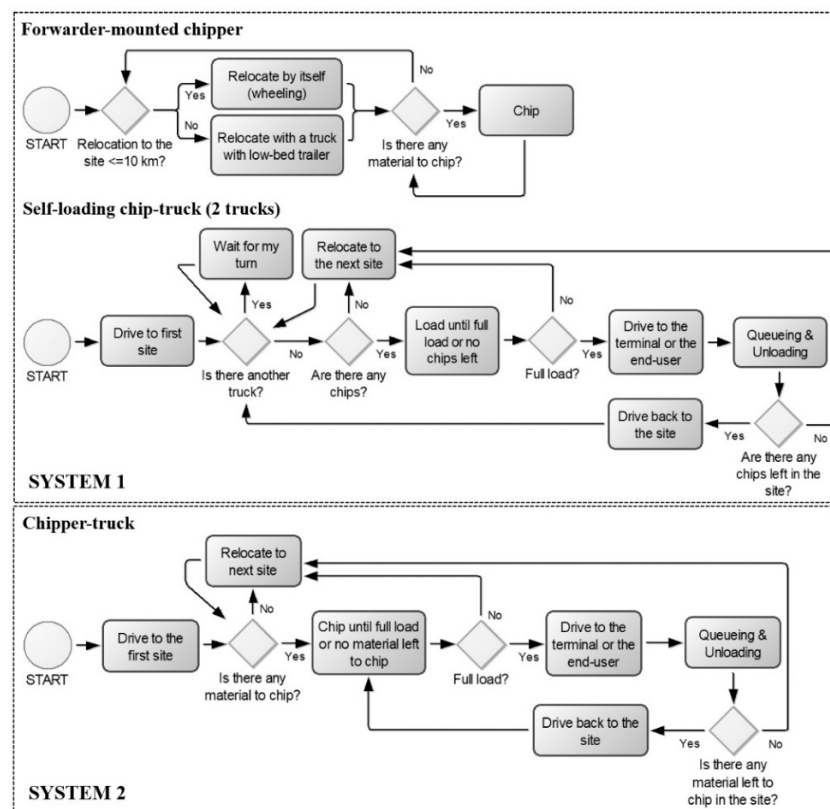 Forwarder-mounted chipper
No
Relocate by itself
(wheeling)
Yes
No
Relocate with a truck
with low-bed trailer
START
Relocation to the
site <=10 km?
Is there any
material to chip?
Yes
Chip
Self-loading chip-truck (2 trucks)
Wait for my
turn
Relocate to
the next site
Yes
No
No
START
Drive to first
site
Is there another
truck?
No
Are there any
chips?
Yes
Load until full
load or no
chips left
Full load?
Yes
Drive to the
terminal or the
end-user
Queueing &
Unloading
Drive back to
the site
Yes
No
Are there any
chips left in the
site?
SYSTEM 1
Chipper-truck
Relocate to
next site
No
No
START
Drive to the
first site
Is there any
material to chip?
Yes
Chip until full load
or no material left
to chip
Full load?
Yes
Drive to the
terminal or the
end-user
Queueing &
Unloading
Drive back to the
site
Yes
No
Is there any
material left to
chip in the site?
SYSTEM 2